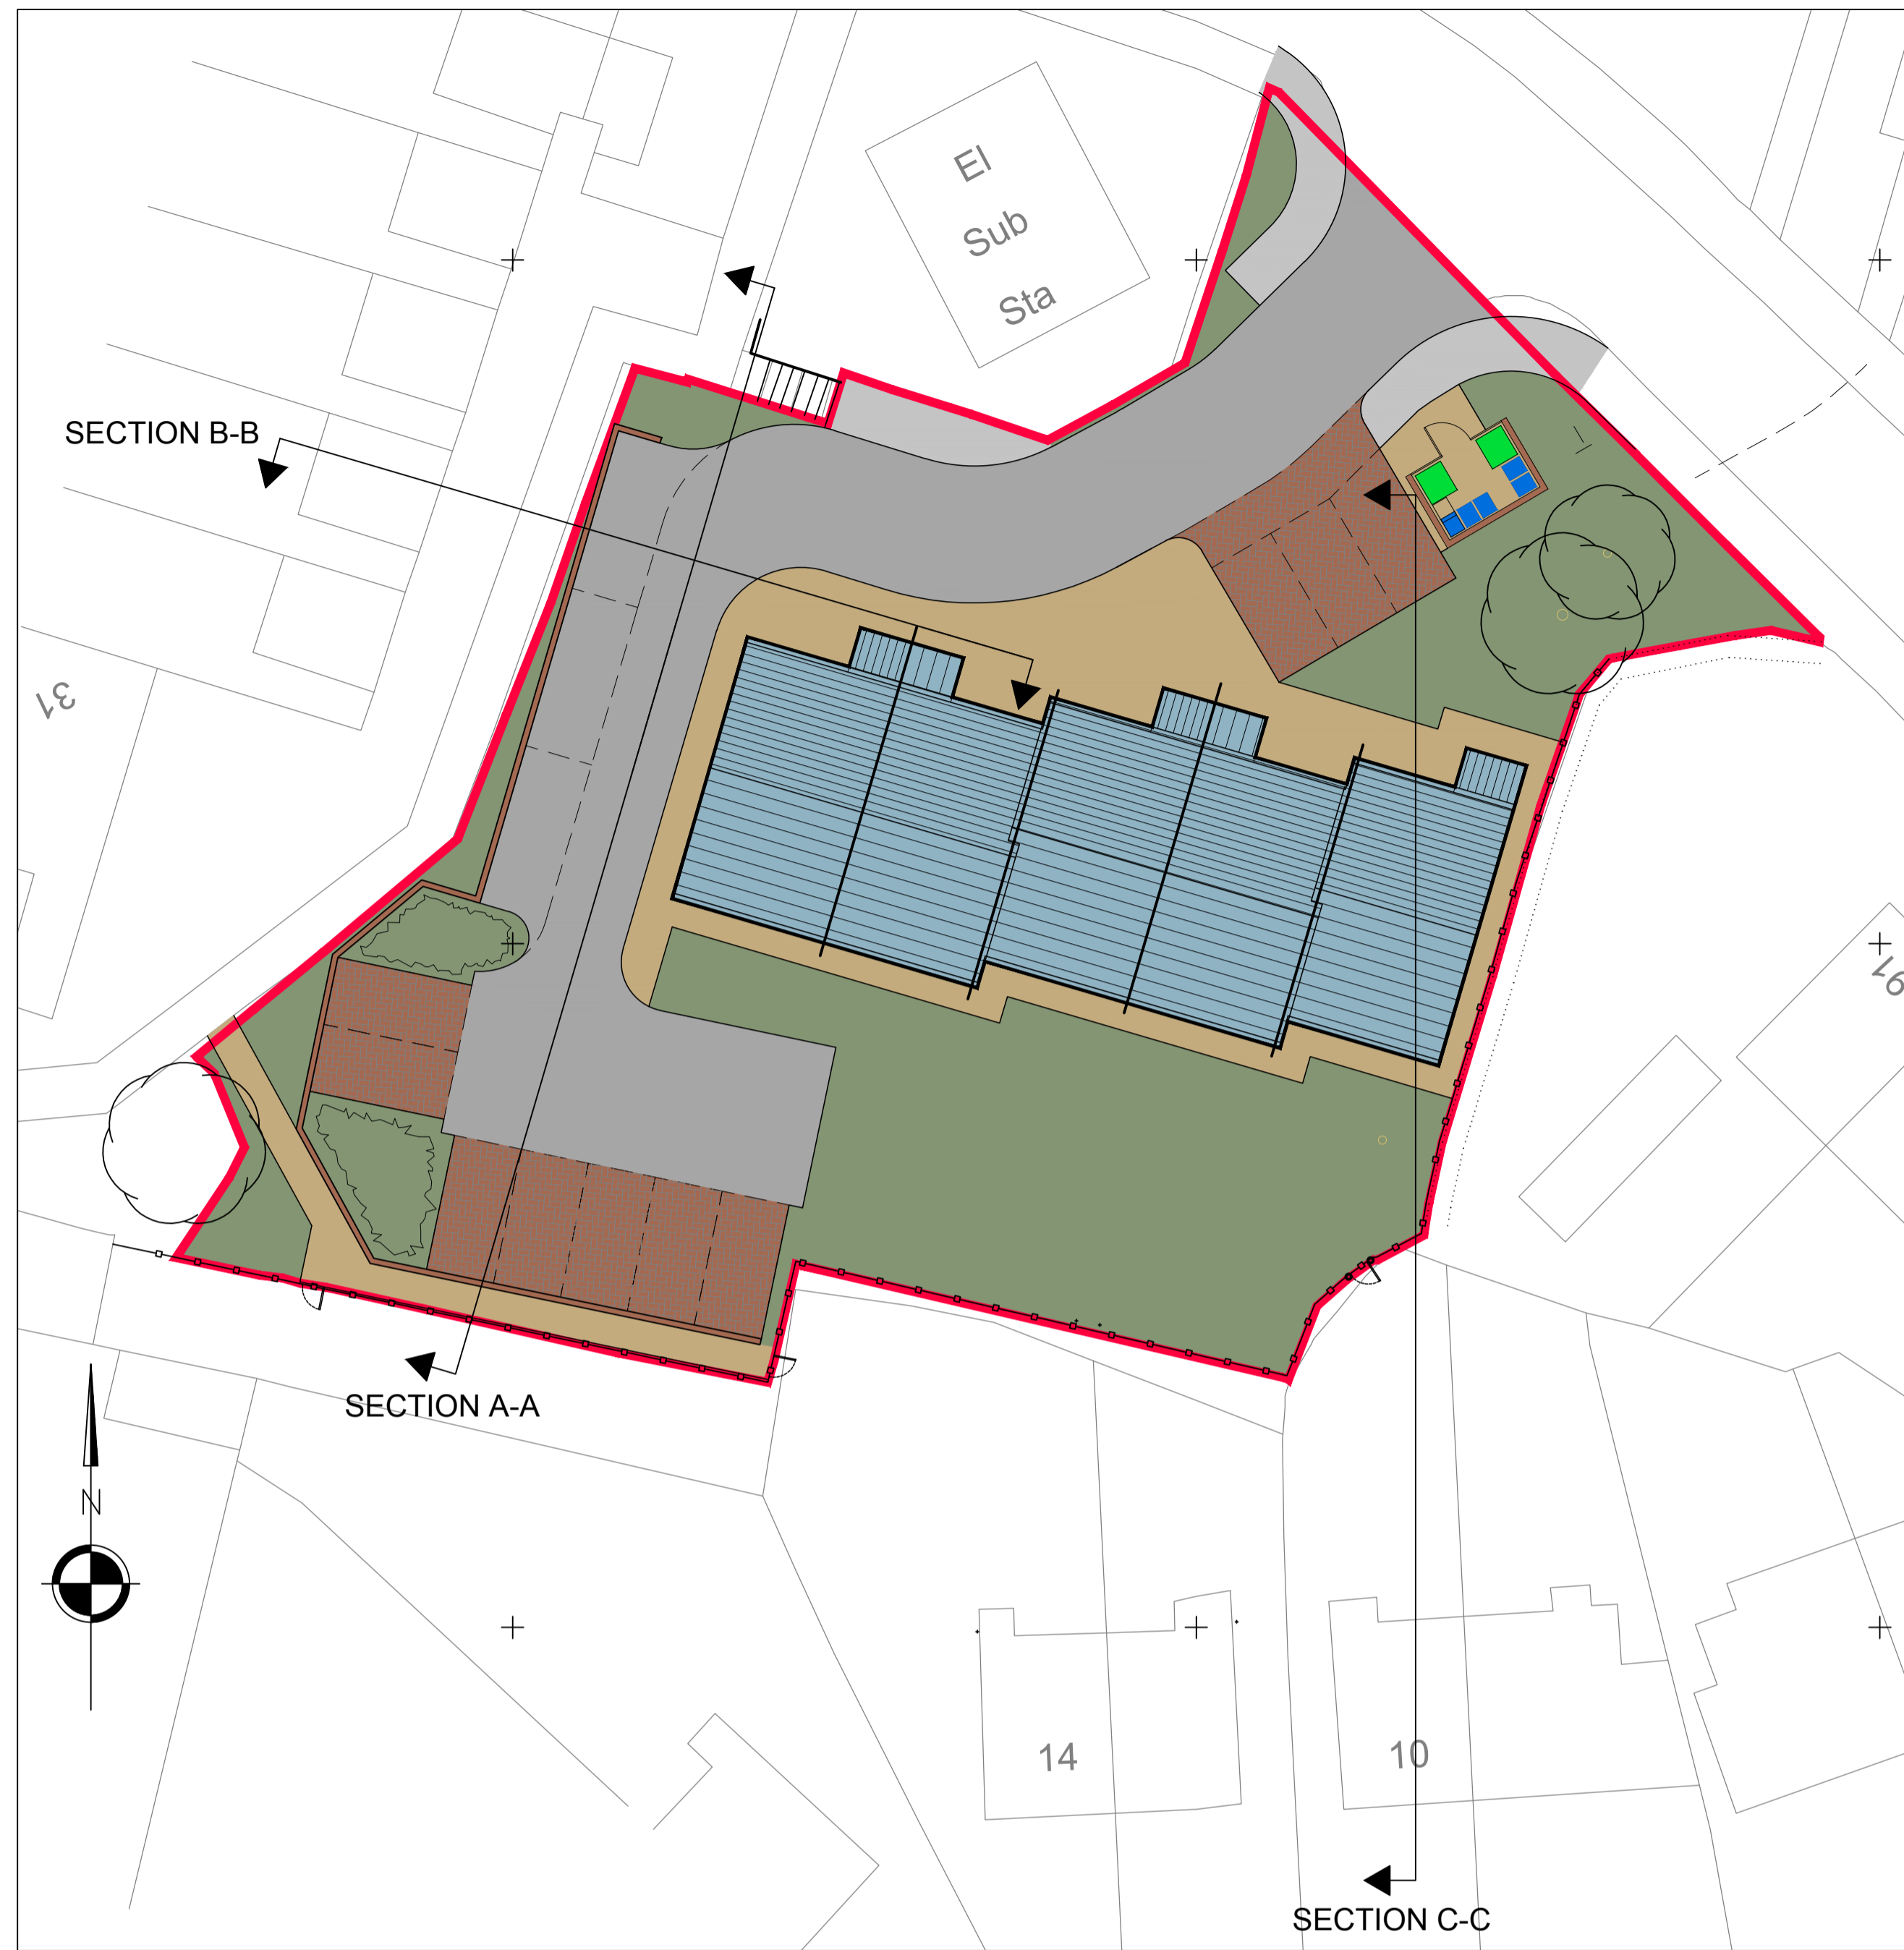 El
Sub
Sta
SECTION B-B
31
91
SECTION A-A
N
14
10
SECTION C-C